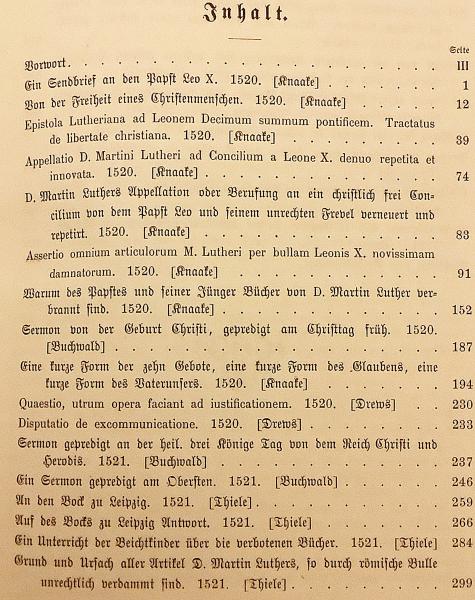 Inhalt.
Seite
Vorwort. . . . . . . . . . . . . . . . . . III
Ein Sendbrief an den Papst Leo X. 1520. [Knaake] . . . . . . 1
Von der Freiheit eines Christenmenschen. 1520. [Knaake] . . . . 12
Epistola Lutheriana ad Leonem Decimum summum pontificem. Tractatus
de libertate christiana. 1520. [Knaake] . . . . . . . . 39
Appellatio D. Martini Lutheri ad Concilium a Leone X. denuo repetita et
innovata. 1520. [Knaake] . . . . . . . . . . . 74
D. Martin Luthers Appellation oder Berufung an ein christlich frei Con-
cilium von dem Papst Leo und seinem unrechten Frevel verneuert und
repetirt. 1520. [Knaake] . . . . . . . . . . . 83
Assertio omnium articulorum M. Lutheri per bullam Leonis X. novissimam
damnatorum. 1520. [Knaake] . . . . . . . . . . 91
Warum des Papstes und seiner Jünger Bücher von D. Martin Luther ver-
brannt sind. 1520. [Knaake] . . . . . . . . . . 152
Sermon von der Geburt Christi, gepredigt am Christtag früh. 1520.
[Buchwald] . . . . . . . . . . . . . . . 187
Eine kurze Form der zehn Gebote, eine kurze Form des Glaubens, eine
kurze Form des Vaterunsers. 1520. [Knaake] . . . . . . 194
Quaestio, utrum opera faciant ad iustificationem. 1520. [Drews] . . 230
Disputatio de excommunicatione. 1520. [Drews] . . . . . . 233
Sermon gepredigt an der heil. drei Könige Tag von dem Reich Christi und
Herodis. 1521. [Buchwald] . . . . . . . . . . . 237
Ein Sermon gepredigt am Obersten. 1521. [Buchwald] . . . . . 246
An den Bock zu Leipzig. 1521. [Thiele] . . . . . . . . . 259
Auf des Bocks zu Leipzig Antwort. 1521. [Thiele] . . . . . . 266
Ein Unterricht der Beichtkinder über die verbotenen Bücher. 1521. [Thiele] 284
Grund und Ursach aller Artikel D. Martin Luthers, so durch römische Bulle
unrechtlich verdammt sind. 1521. [Thiele] . . . . . . . 299